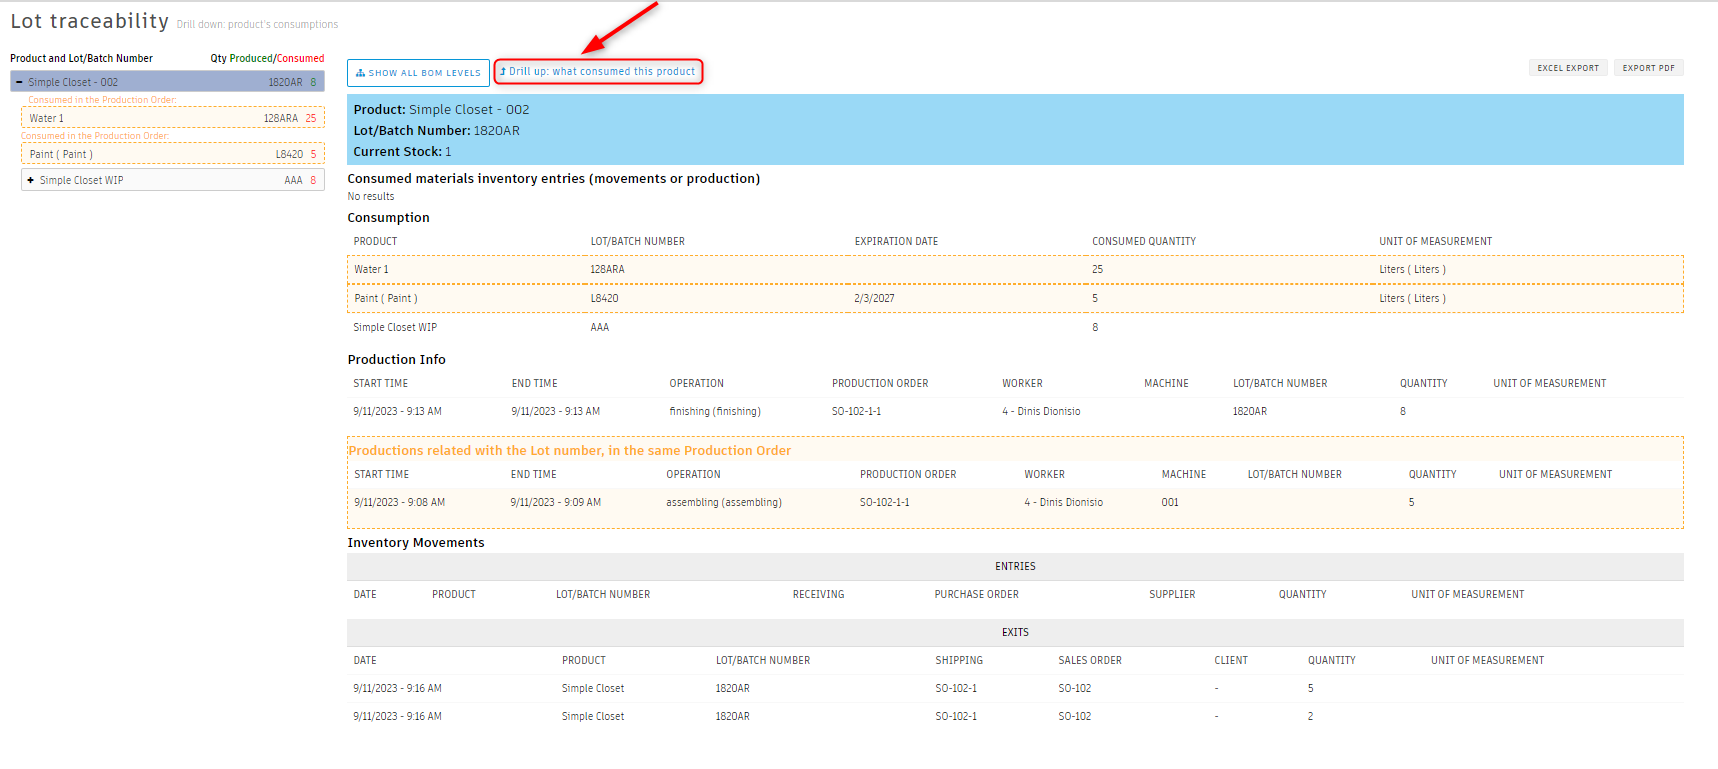 Lot traceability Drill down: product's consumptions
Product and Lot/Batch Number Qty Produced/Consumed
Simple Closet - 002 1820AR 8
Consumed in the Production Order:
Water 1 128ARA 25
Consumed in the Production Order:
Paint ( Paint ) L8420 5
Simple Closet WIP AAA 8
SHOW ALL BOM LEVELS Drill up: what consumed this product EXCEL EXPORT EXPORT PDF
Product: Simple Closet - 002
Lot/Batch Number: 1820AR
Current Stock: 1
Consumed materials inventory entries (movements or production)
No results
Consumption
PRODUCT LOT/BATCH NUMBER EXPIRATION DATE CONSUMED QUANTITY UNIT OF MEASUREMENT
Water 1 128ARA 25 Liters ( Liters )
Paint ( Paint ) L8420 2/3/2027 5 Liters ( Liters )
Simple Closet WIP AAA 8
Production Info
START TIME END TIME OPERATION PRODUCTION ORDER WORKER MACHINE LOT/BATCH NUMBER QUANTITY UNIT OF MEASUREMENT
9/11/2023 - 9:13 AM 9/11/2023 - 9:13 AM finishing (finishing) SO-102-1-1 4 - Dinis Dionisio 1820AR 8
Productions related with the Lot number, in the same Production Order
START TIME END TIME OPERATION PRODUCTION ORDER WORKER MACHINE LOT/BATCH NUMBER QUANTITY UNIT OF MEASUREMENT
9/11/2023 - 9:08 AM 9/11/2023 - 9:09 AM assembling (assembling) SO-102-1-1 4 - Dinis Dionisio 001 5
Inventory Movements
ENTRIES
DATE PRODUCT LOT/BATCH NUMBER RECEIVING PURCHASE ORDER SUPPLIER QUANTITY UNIT OF MEASUREMENT
EXITS
DATE PRODUCT LOT/BATCH NUMBER SHIPPING SALES ORDER CLIENT QUANTITY UNIT OF MEASUREMENT
9/11/2023 - 9:16 AM Simple Closet 1820AR SO-102-1 SO-102 - 5
9/11/2023 - 9:16 AM Simple Closet 1820AR SO-102-1 SO-102 - 2